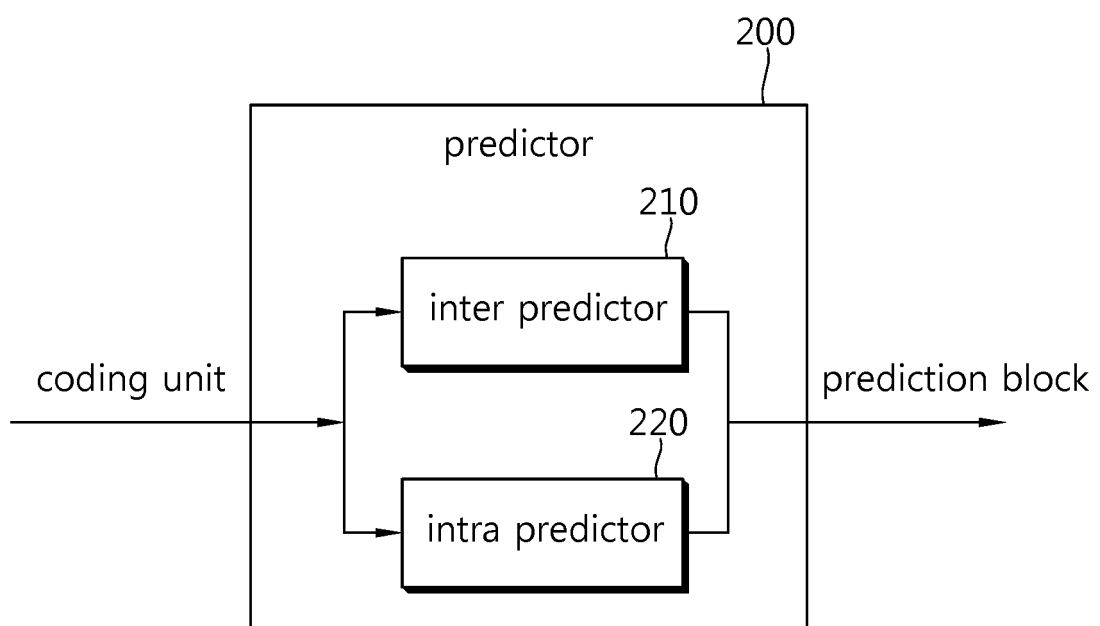 200
predictor
210
inter predictor
coding unit
prediction block
220
intra predictor